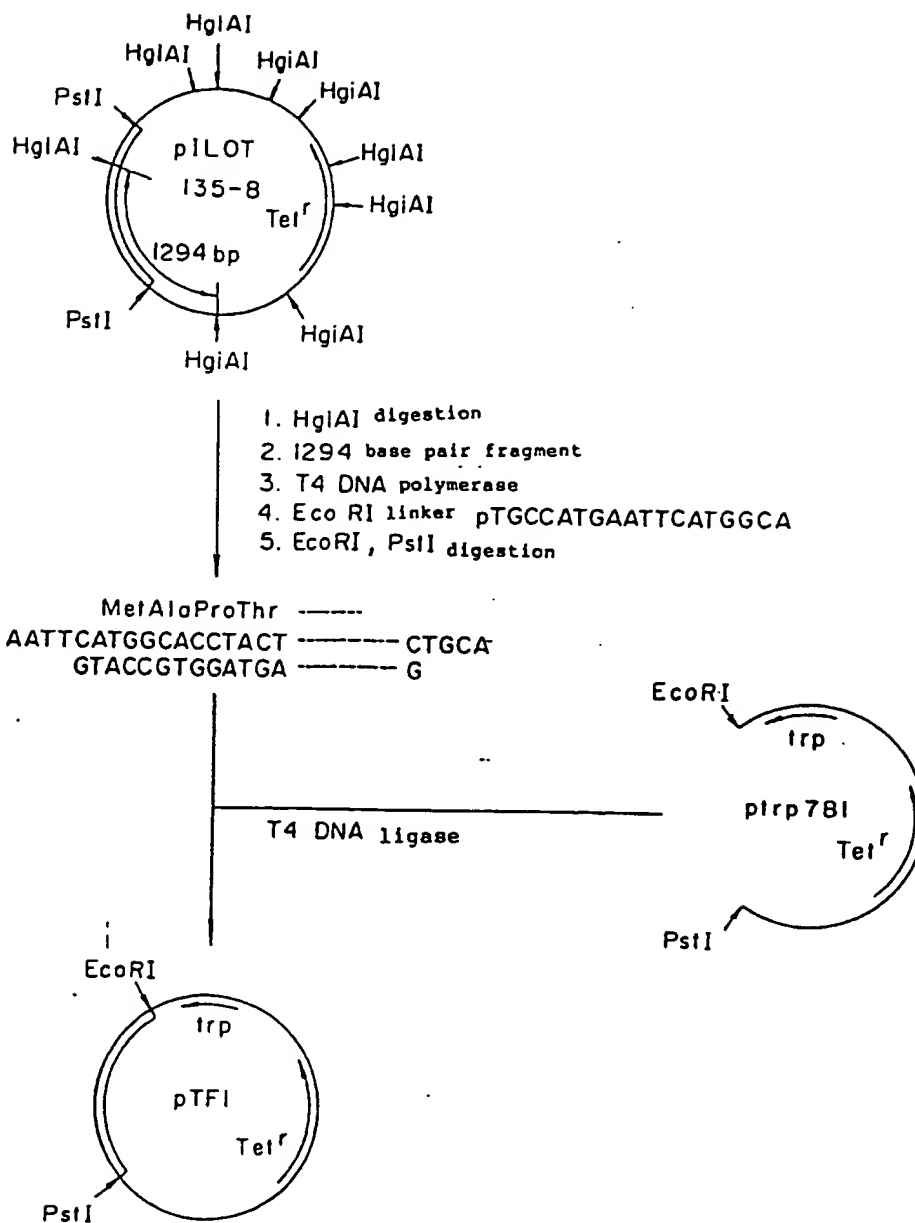 HgiAI
HgiAI
HgiAI
HgiAI
PstI
HgiAI
pILOT
135-8
HgiAI
Tet^r
HgiAI
1294 bp
PstI
HgiAI
HgiAI
1. HgiAI digestion
2. 1294 base pair fragment
3. T4 DNA polymerase
4. Eco RI linker pTGCCATGAATTCATGGCA
5. EcoRI, PstI digestion
MetAlaProThr -----
AATTCATGGCACCTACT --------- CTGCA
GTACCGTGGATGA --------- G
EcoRI
trp
ptrp781
Tet^r
PstI
T4 DNA ligase
EcoRI
trp
pTF1
Tet^r
PstI